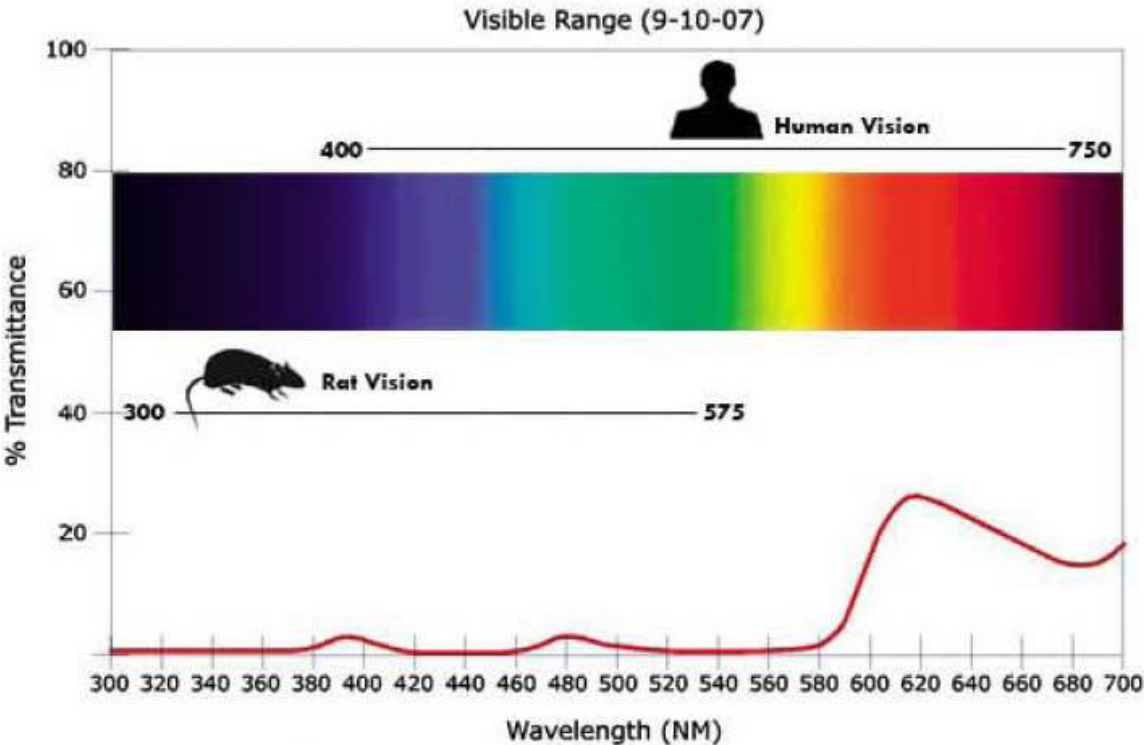 Visible Range (9-10-07)
100
Human Vision
400
750
80
60
Rat Vision
40
300
575
20
% Transmittance
300 320 340 360 380 400 420 440 460 480 500 520 540 560 580 600 620 640 660 680 700
Wavelength (NM)